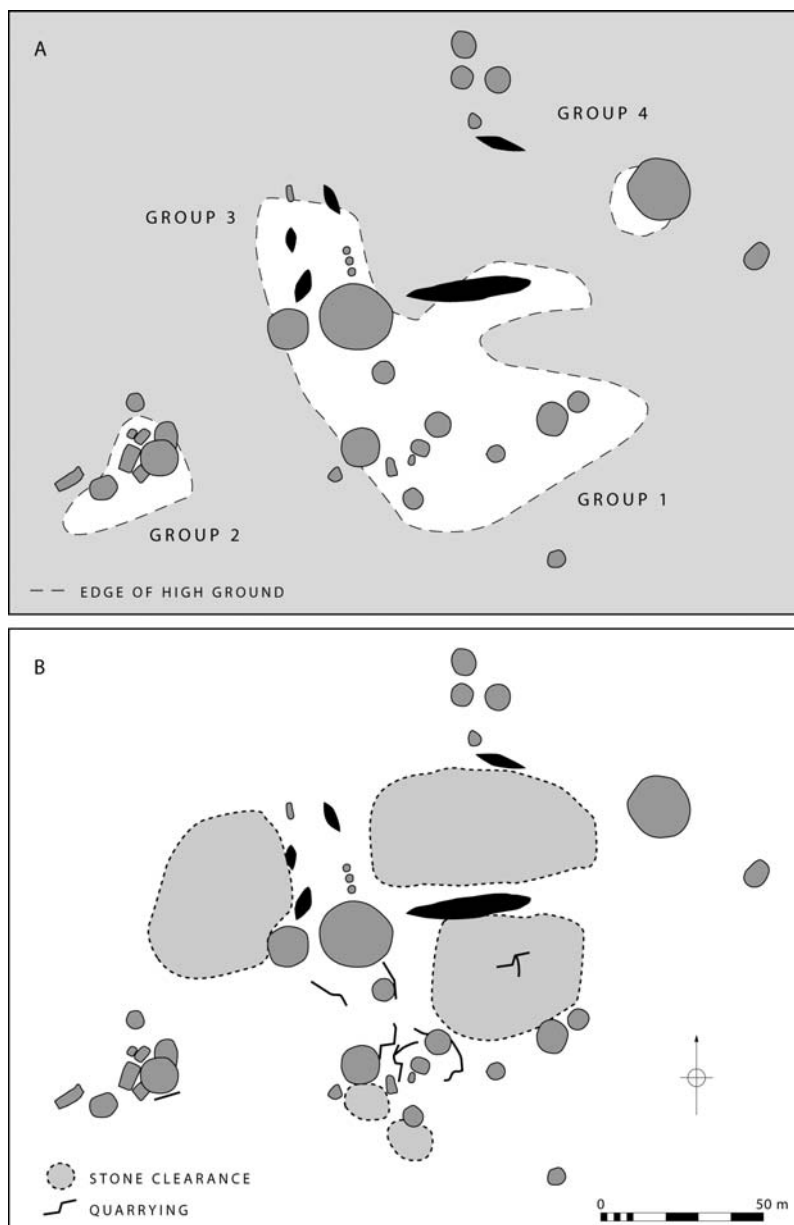 A
GROUP 4
GROUP 3
GROUP 1
GROUP 2
EDGE OF HIGH GROUND
B
STONE CLEARANCE
QUARRYING
0 50 m